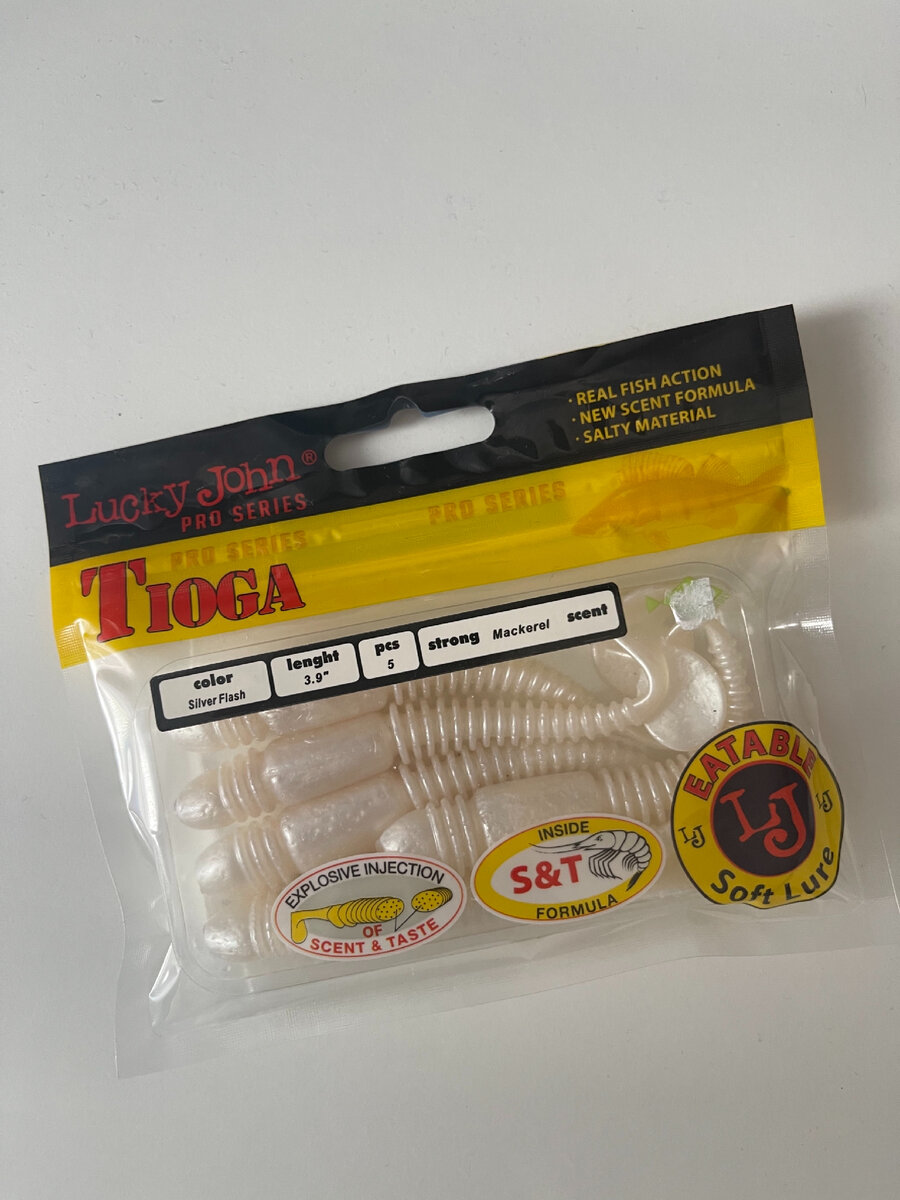 · REAL FISH ACTION
· NEW SCENT FORMULA
· SALTY MATERIAL
Lucky John®
PRO SERIES
PRO SERIES
PRO SERIES
TIOGA
color
Silver Flash
lenght
3.9"
pcs
5
strong Mackerel scent
EATABLE
LJ
LJ
LJ
Soft Lure
INSIDE
S&T
FORMULA
EXPLOSIVE INJECTION
OF
SCENT & TASTE